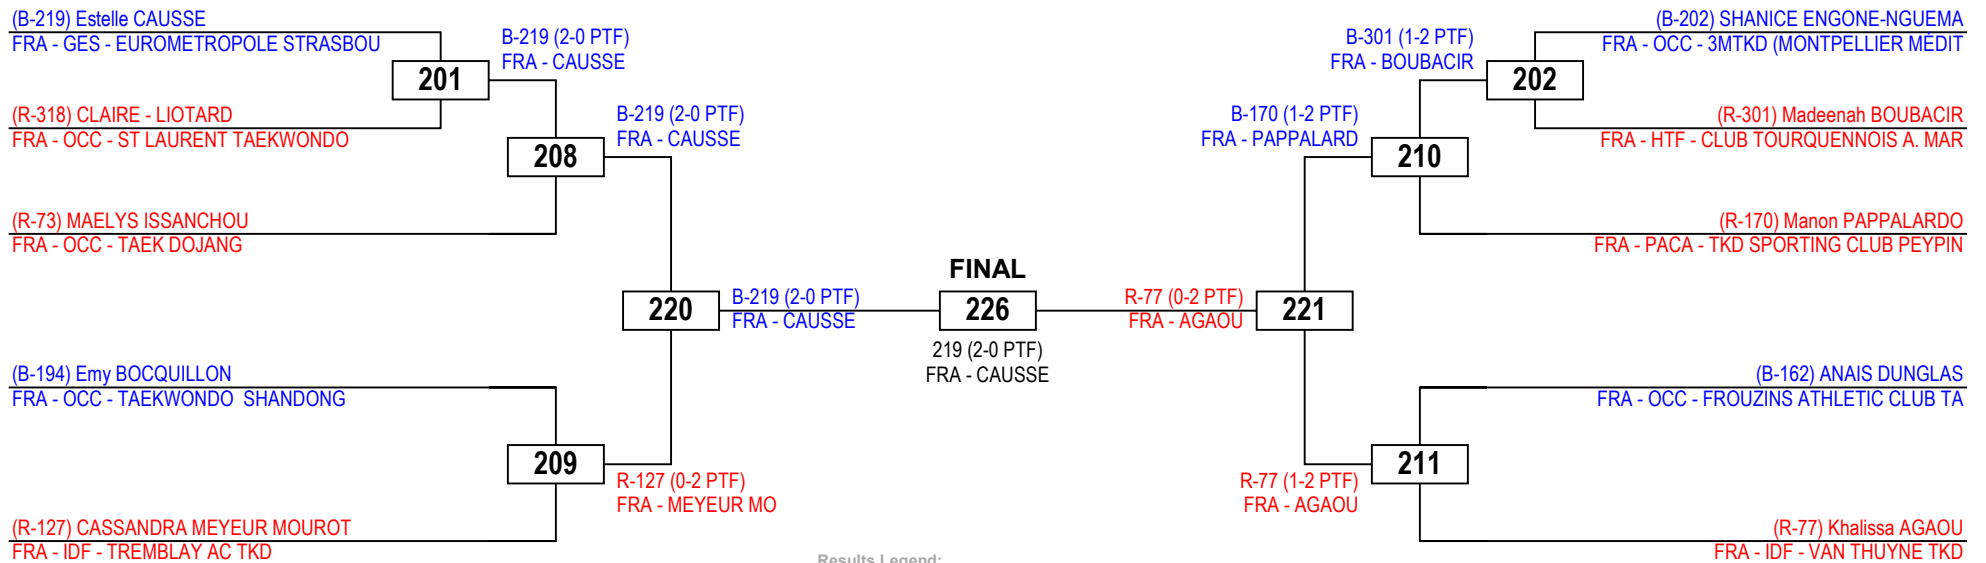 (B-219) Estelle CAUSSE
FRA - GES - EUROMETROPOLE STRASBOU
201
(R-318) CLAIRE - LIOTARD
FRA - OCC - ST LAURENT TAEKWONDO
B-219 (2-0 PTF)
FRA - CAUSSE
208
(R-73) MAELYS ISSANCHOU
FRA - OCC - TAEK DOJANG
B-219 (2-0 PTF)
FRA - CAUSSE
220
(B-194) Emy BOCQUILLON
FRA - OCC - TAEKWONDO SHANDONG
209
(R-127) CASSANDRA MEYEUR MOUROT
FRA - IDF - TREMBLAY AC TKD
R-127 (0-2 PTF)
FRA - MEYEUR MO
B-219 (2-0 PTF)
FRA - CAUSSE
FINAL
226
219 (2-0 PTF)
FRA - CAUSSE
R-77 (0-2 PTF)
FRA - AGAOU
221
B-170 (1-2 PTF)
FRA - PAPPALARD
210
B-301 (1-2 PTF)
FRA - BOUBACIR
202
(B-202) SHANICE ENGONE-NGUEMA
FRA - OCC - 3MTKD (MONTPELLIER MÉDIT
(R-301) Madeenah BOUBACIR
FRA - HTF - CLUB TOURQUENNOIS A. MAR
(R-170) Manon PAPPALARDO
FRA - PACA - TKD SPORTING CLUB PEYPIN
R-77 (1-2 PTF)
FRA - AGAOU
211
(B-162) ANAIS DUNGLAS
FRA - OCC - FROUZINS ATHLETIC CLUB TA
(R-77) Khalissa AGAOU
FRA - IDF - VAN THUYNE TKD
Results Legend: